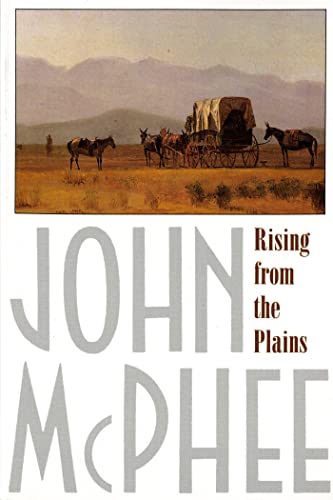 JOHN
McPHEE
Rising
from
the
Plains